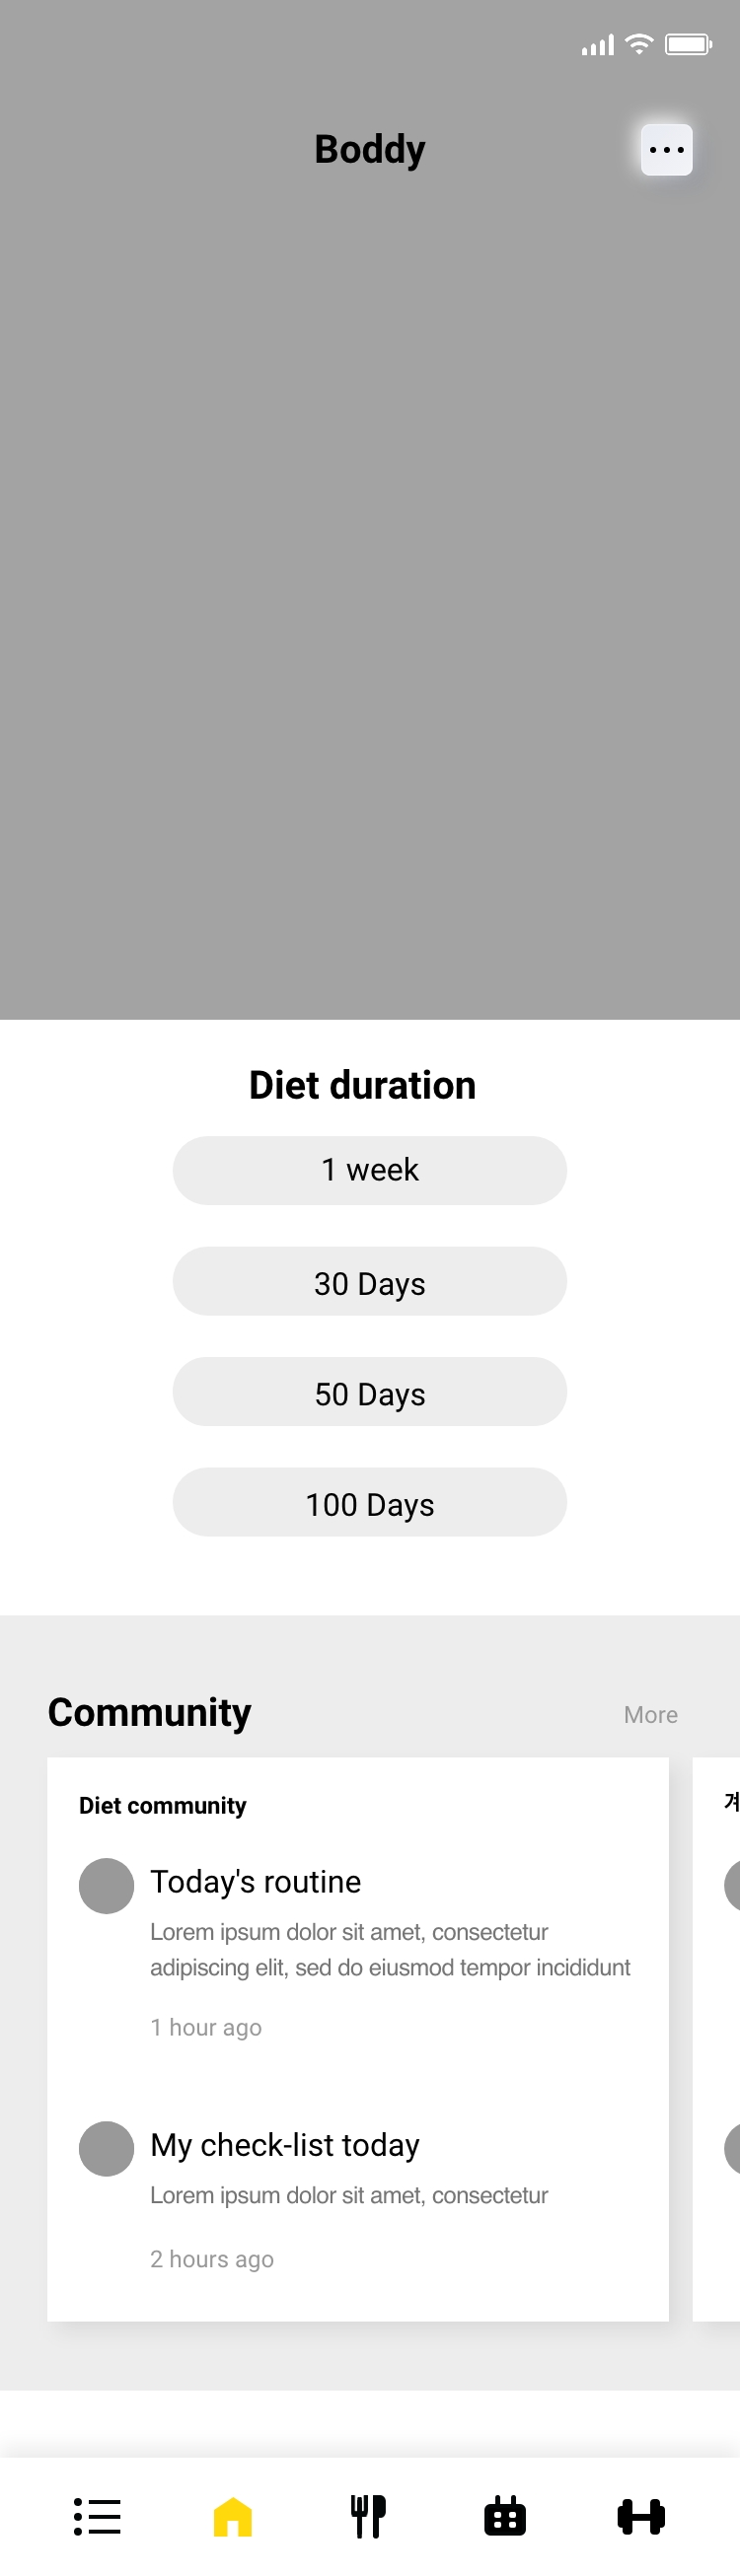 Boddy
Diet duration
1 week
30 Days
50 Days
100 Days
Community
More
Diet community
Today's routine
Lorem ipsum dolor sit amet, consectetur
adipiscing elit, sed do eiusmod tempor incididunt
1 hour ago
My check-list today
Lorem ipsum dolor sit amet, consectetur
2 hours ago